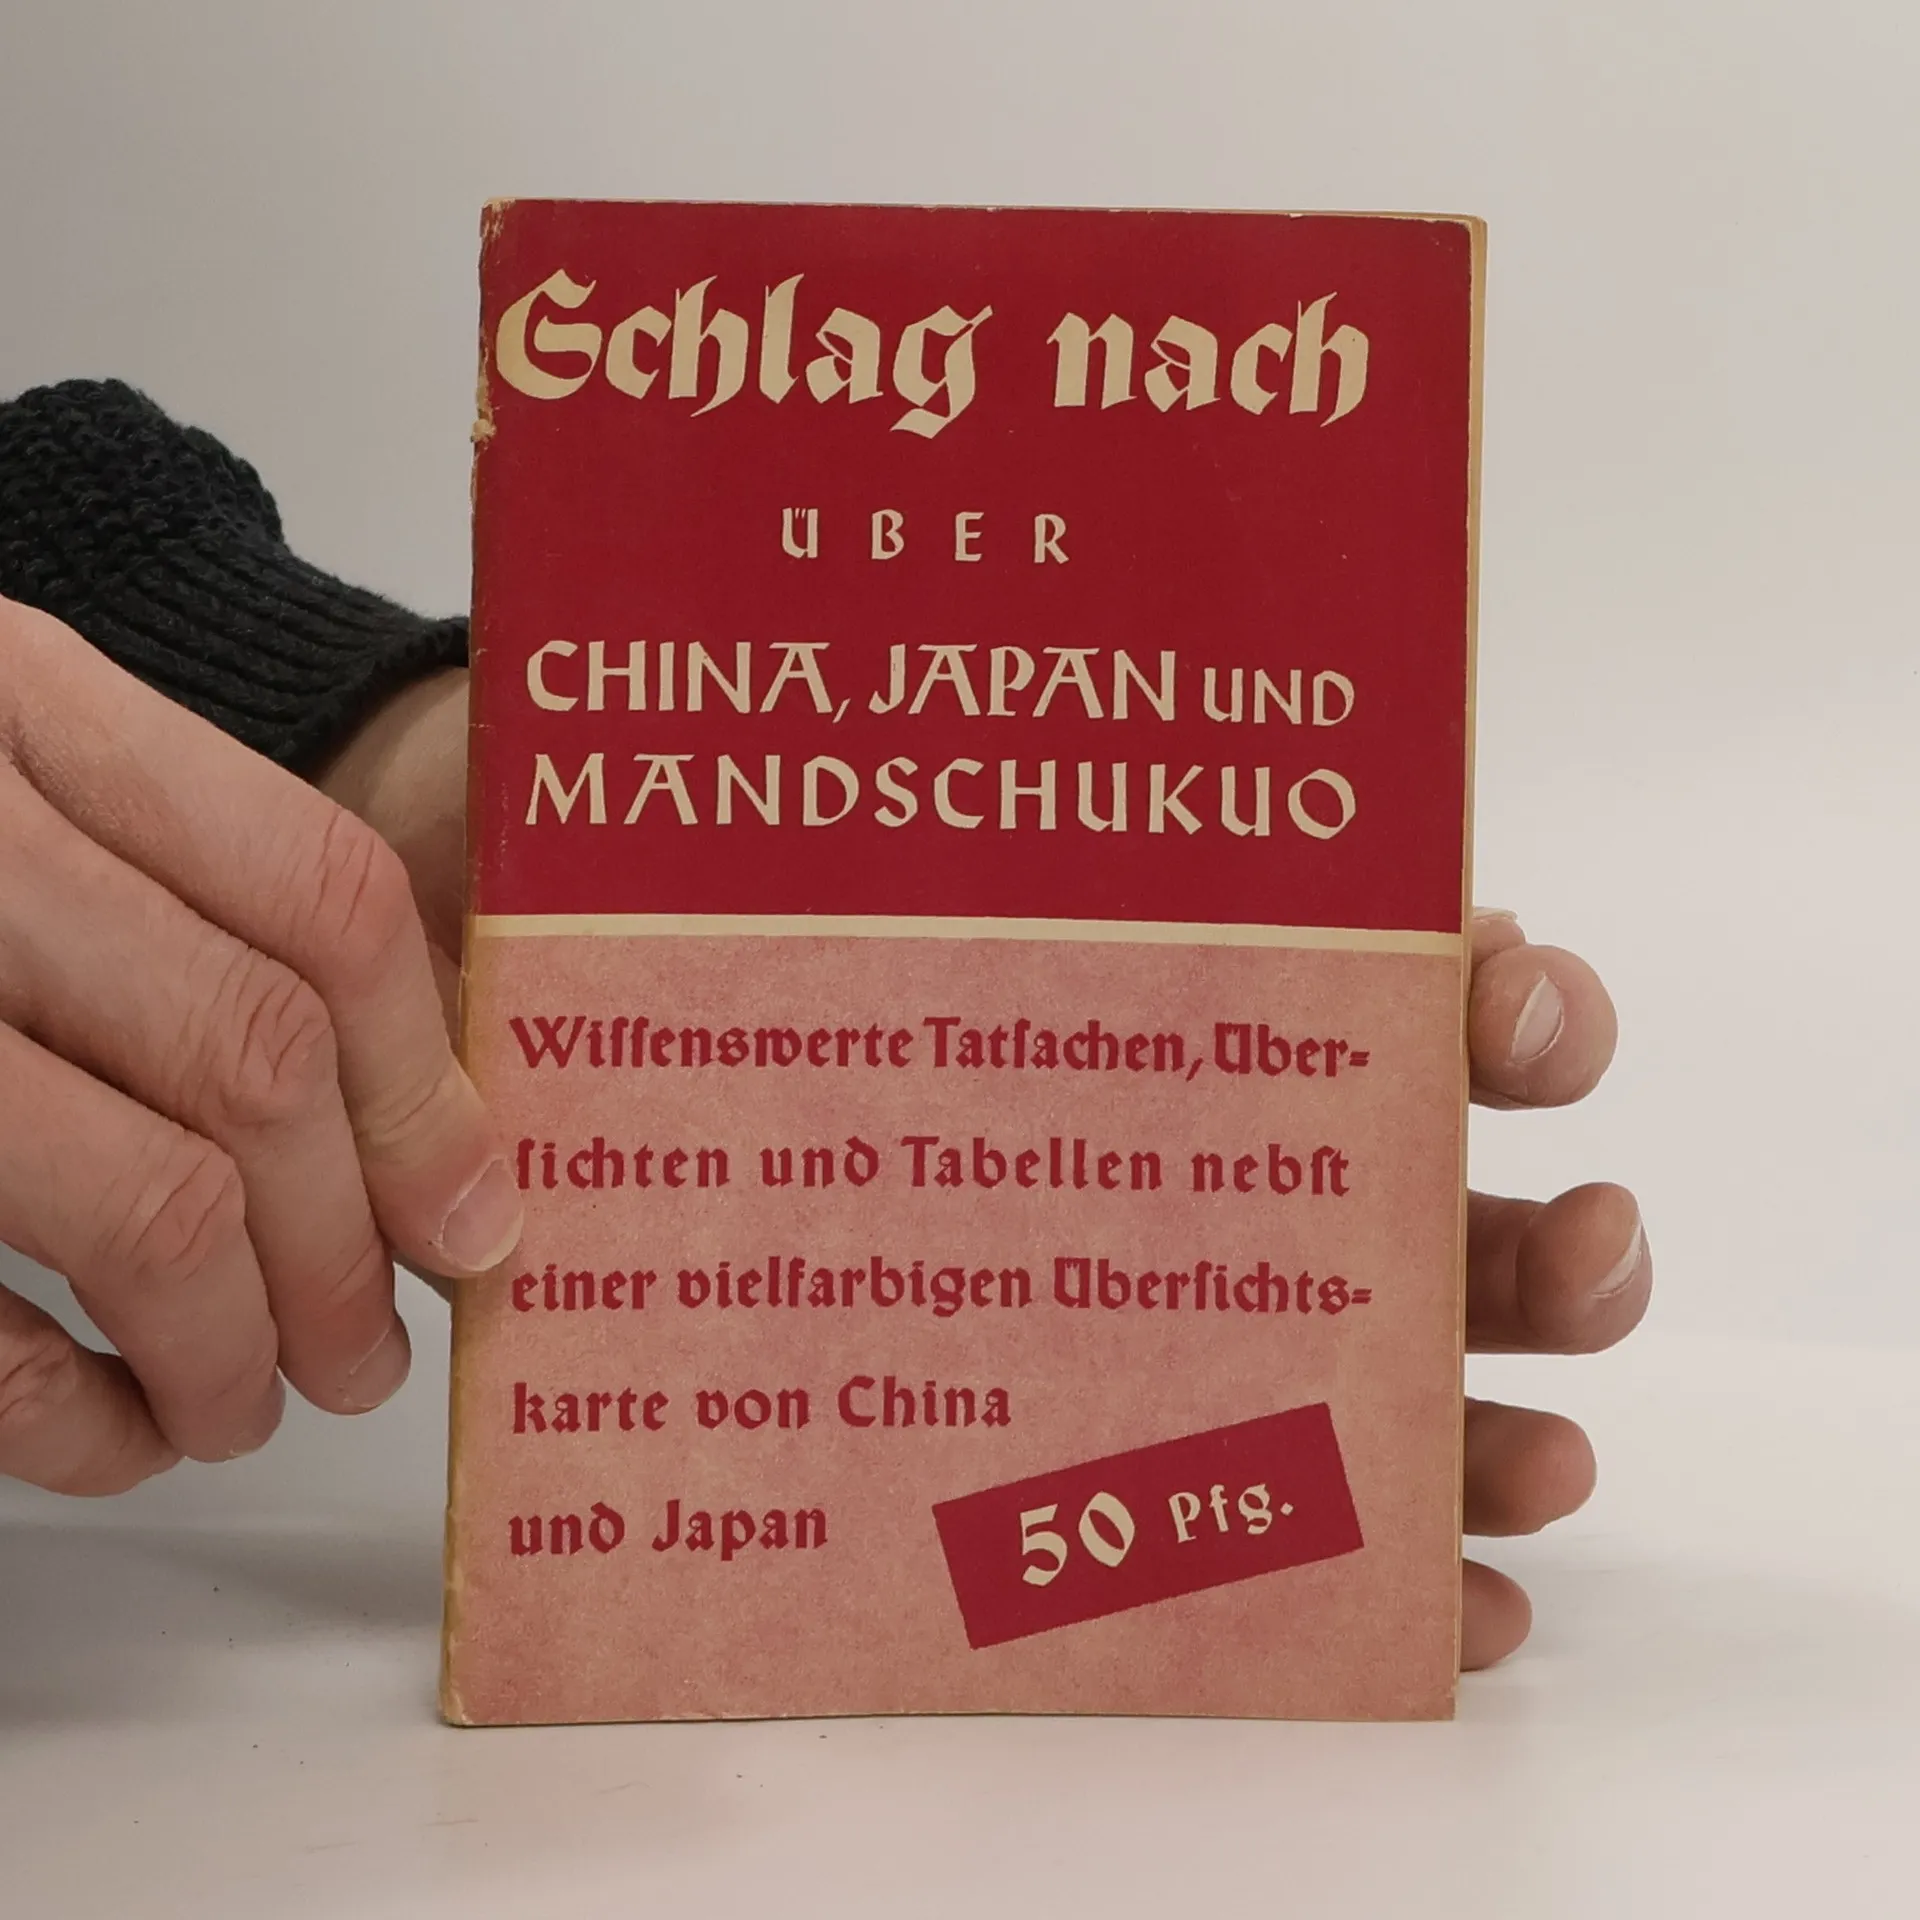 Schlag nach
ÜBER
CHINA, JAPAN UND
MANDSCHUKUO
Wiſſenswerte Tatſachen, Über=
ſichten und Tabellen nebſt
einer vielfarbigen Überſichts=
karte von China
und Japan
50 Pfg.